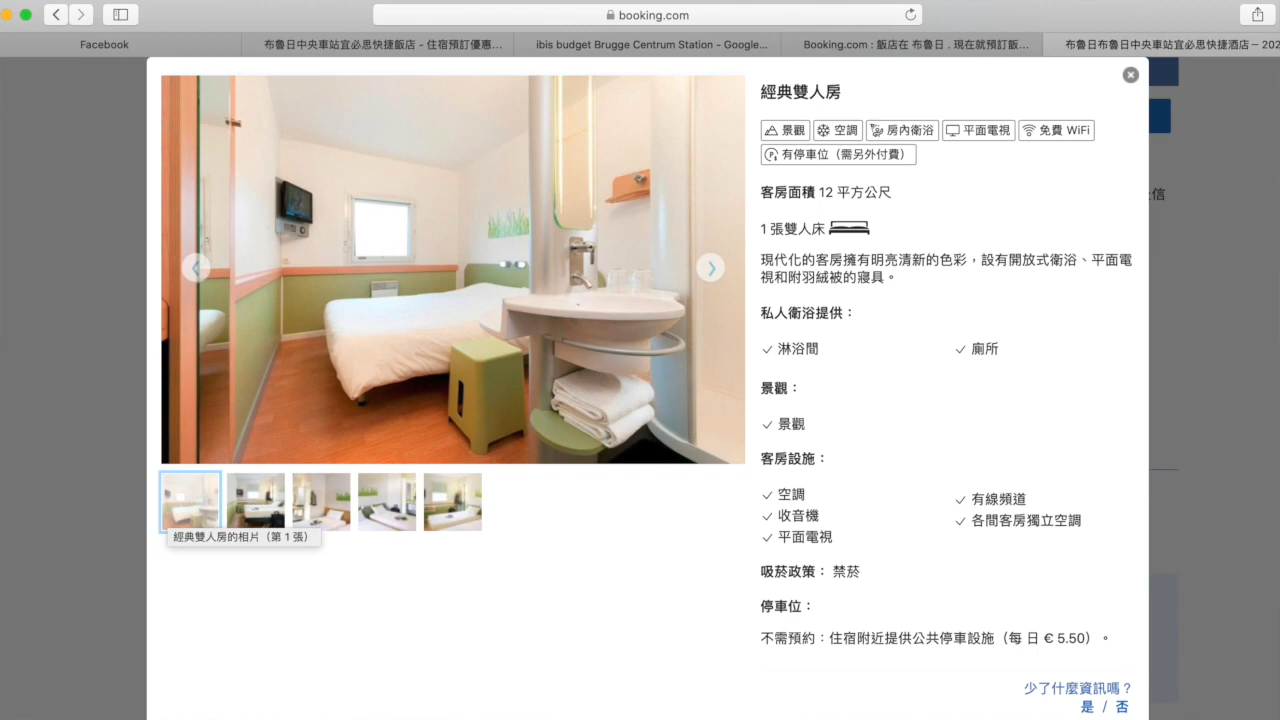 booking.com
Facebook
布魯日中央車站宜必思快捷飯店 - 住宿預訂優惠...
ibis budget Brugge Centrum Station - Google...
Booking.com : 飯店在 布魯日 . 現在就預訂飯...
布魯日布魯日中央車站宜必思快捷酒店 – 202
經典雙人房
景觀
空調
房內衛浴
平面電視
免費 WiFi
有停車位（需另外付費）
客房面積 12 平方公尺
信
1 張雙人床
現代化的客房擁有明亮清新的色彩，設有開放式衛浴、平面電
視和附羽絨被的寢具。
私人衛浴提供：
淋浴間
廁所
景觀：
景觀
客房設施：
空調
有線頻道
收音機
各間客房獨立空調
平面電視
經典雙人房的相片（第 1 張）
吸菸政策： 禁菸
停車位：
不需預約：住宿附近提供公共停車設施（每 日 € 5.50）。
少了什麼資訊嗎？
是 / 否